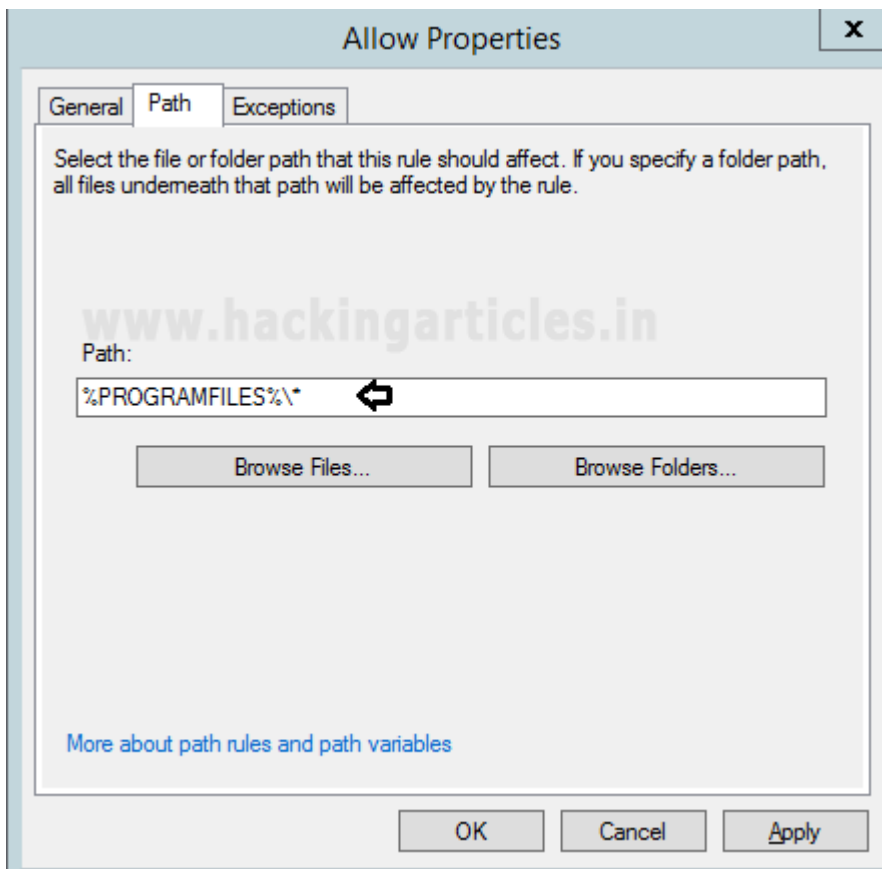 Allow Properties
x
General Path Exceptions
Select the file or folder path that this rule should affect. If you specify a folder path,
all files underneath that path will be affected by the rule.
www.hackingarticles.in
Path:
%PROGRAMFILES%\*
Browse Files... Browse Folders...
More about path rules and path variables
OK Cancel Apply